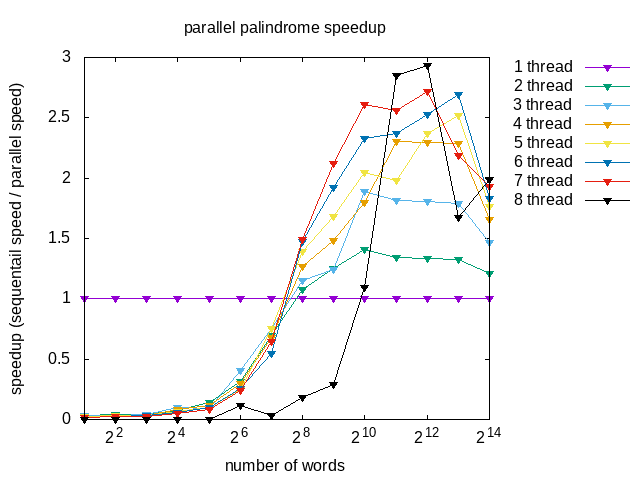 parallel palindrome speedup
speedup (sequentail speed / parallel speed)
3
2.5
2
1.5
1
0.5
0
2^2 2^4 2^6 2^8 2^10 2^12 2^14
number of words
1 thread
2 thread
3 thread
4 thread
5 thread
6 thread
7 thread
8 thread